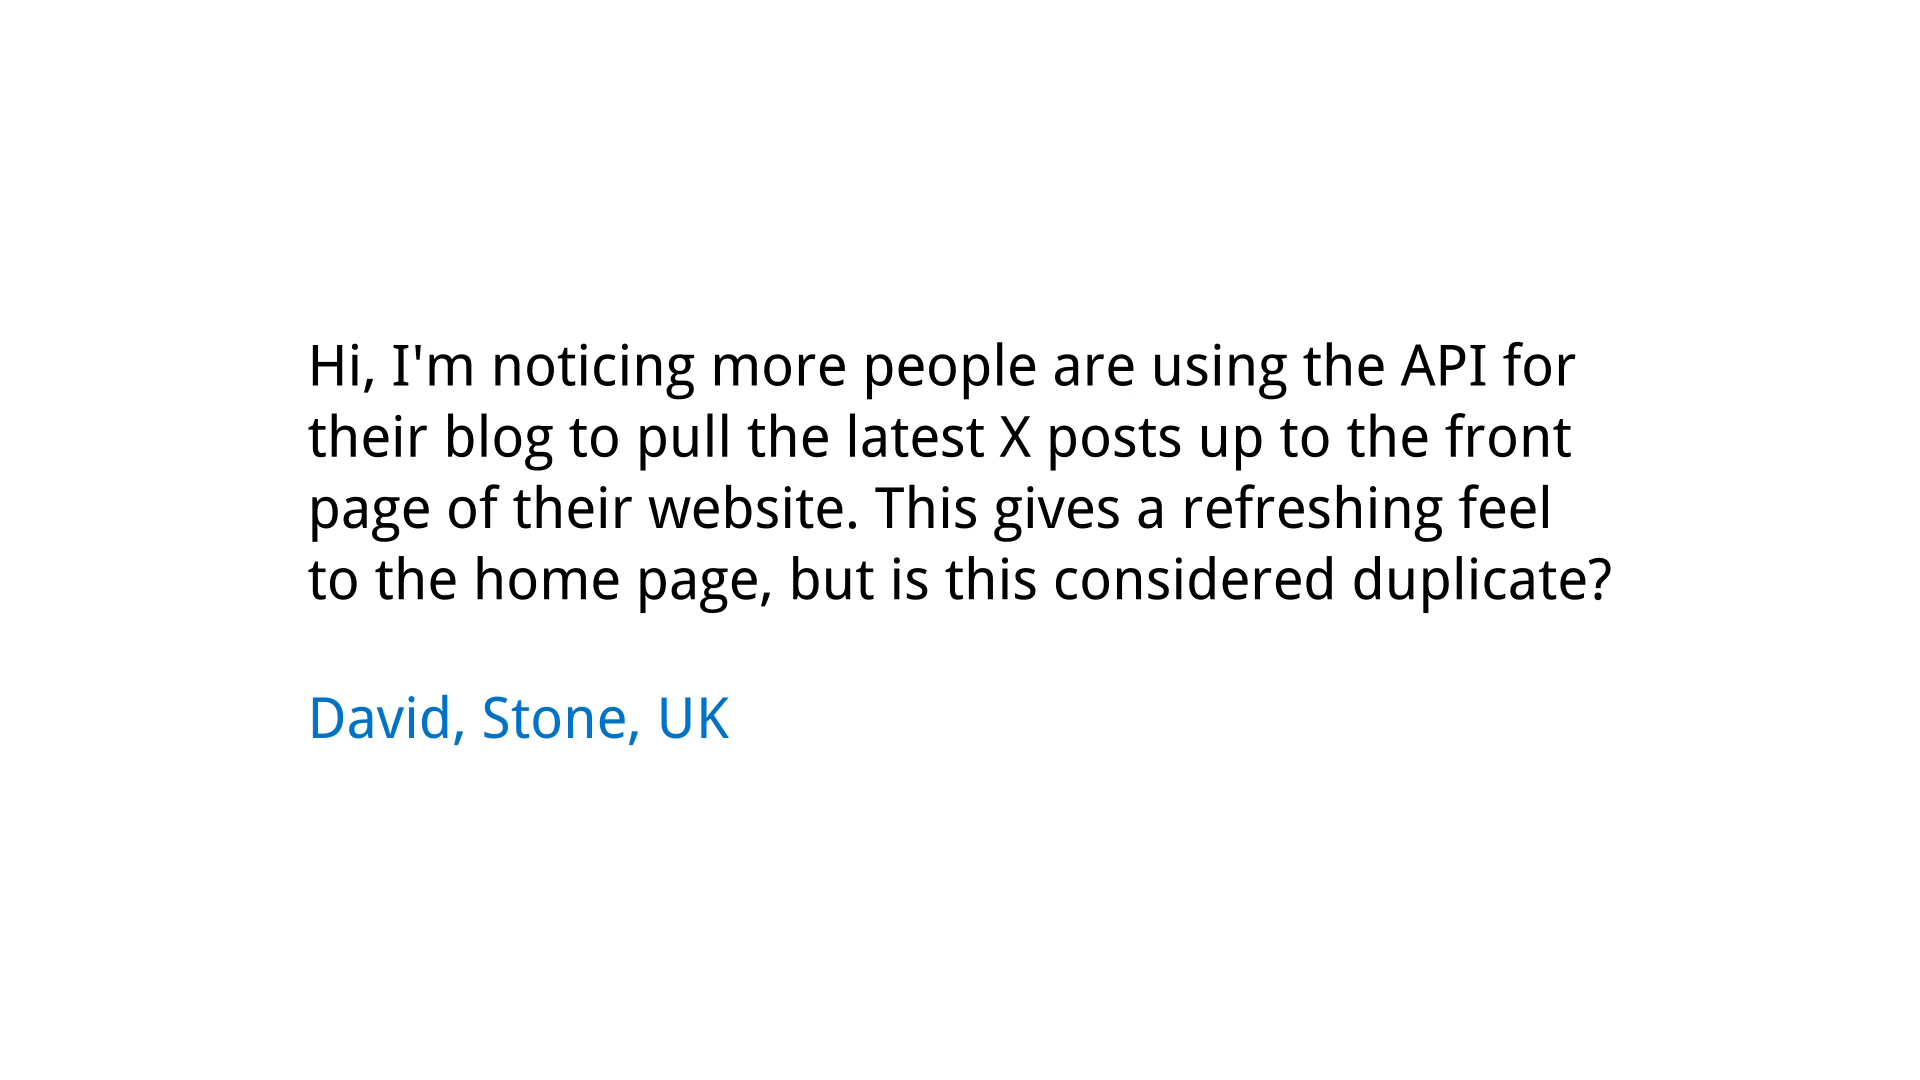 Hi, I'm noticing more people are using the API for
their blog to pull the latest X posts up to the front
page of their website. This gives a refreshing feel
to the home page, but is this considered duplicate?
David, Stone, UK